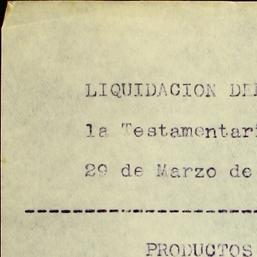 LIQUIDACION DE
la Testamentar
29 de Marzo de
PRODUCTOS